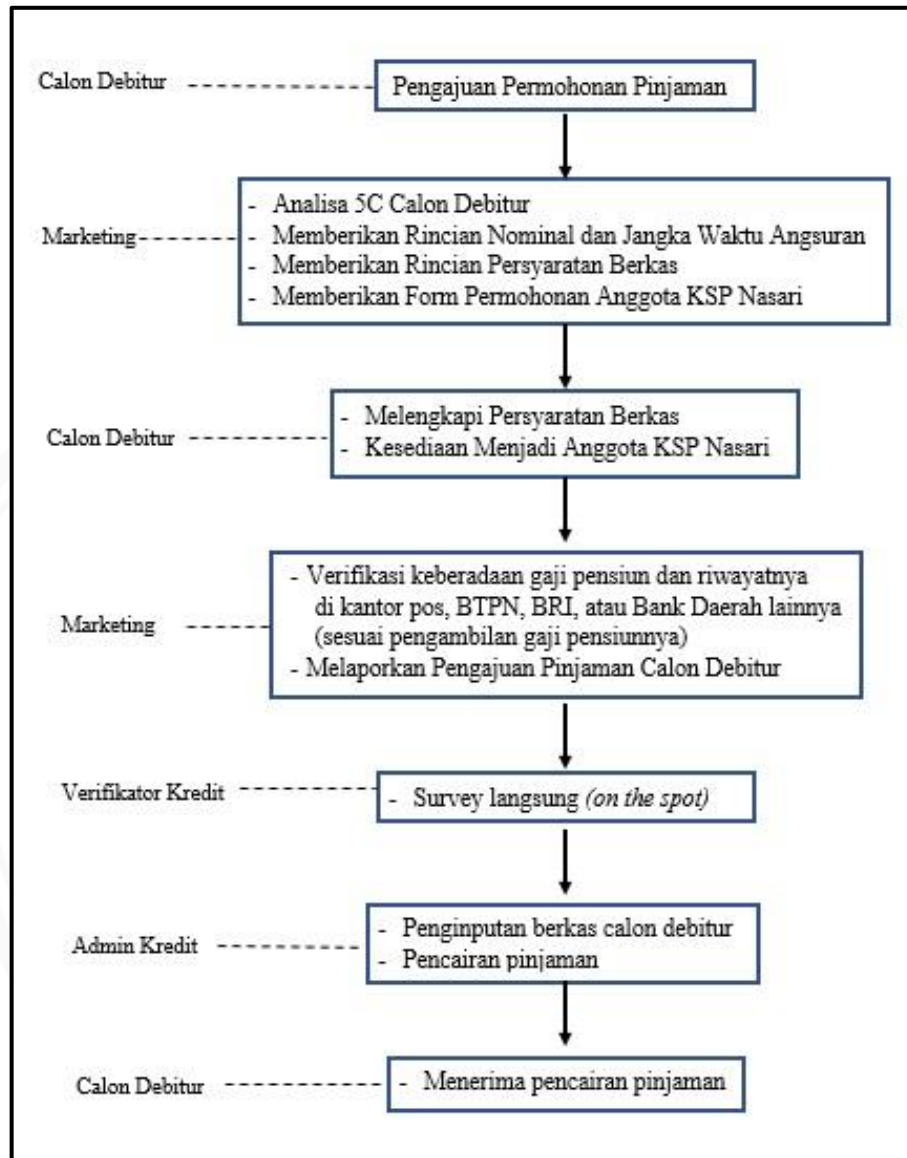 Calon Debitur
Pengajuan Permohonan Pinjaman
Marketing
- Analisa 5C Calon Debitur
- Memberikan Rincian Nominal dan Jangka Waktu Angsuran
- Memberikan Rincian Persyaratan Berkas
- Memberikan Form Permohonan Anggota KSP Nasari
Calon Debitur
- Melengkapi Persyaratan Berkas
- Kesediaan Menjadi Anggota KSP Nasari
Marketing
- Verifikasi keberadaan gaji pensiun dan riwayatnya
di kantor pos, BTPN, BRI, atau Bank Daerah lainnya
(sesuai pengambilan gaji pensiunnya)
- Melaporkan Pengajuan Pinjaman Calon Debitur
Verifikator Kredit
- Survey langsung (on the spot)
Admin Kredit
- Penginputan berkas calon debitur
- Pencairan pinjaman
Calon Debitur
- Menerima pencairan pinjaman